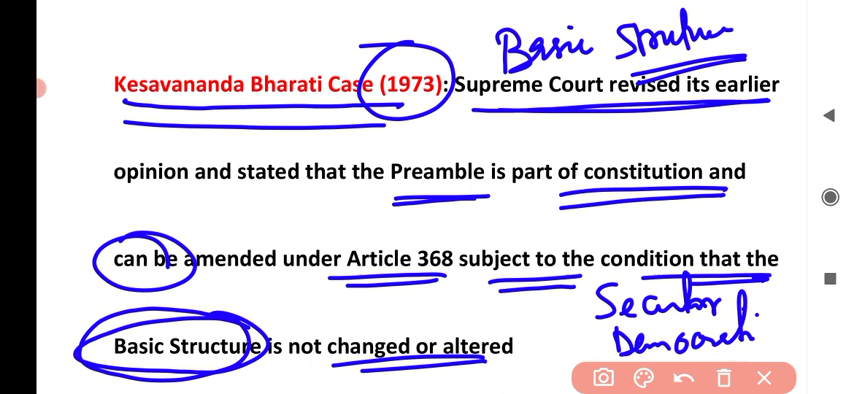 Basic Structure
Kesavananda Bharati Case (1973): Supreme Court revised its earlier
opinion and stated that the Preamble is part of constitution and
can be amended under Article 368 subject to the condition that the
Secular
Basic Structure is not changed or altered